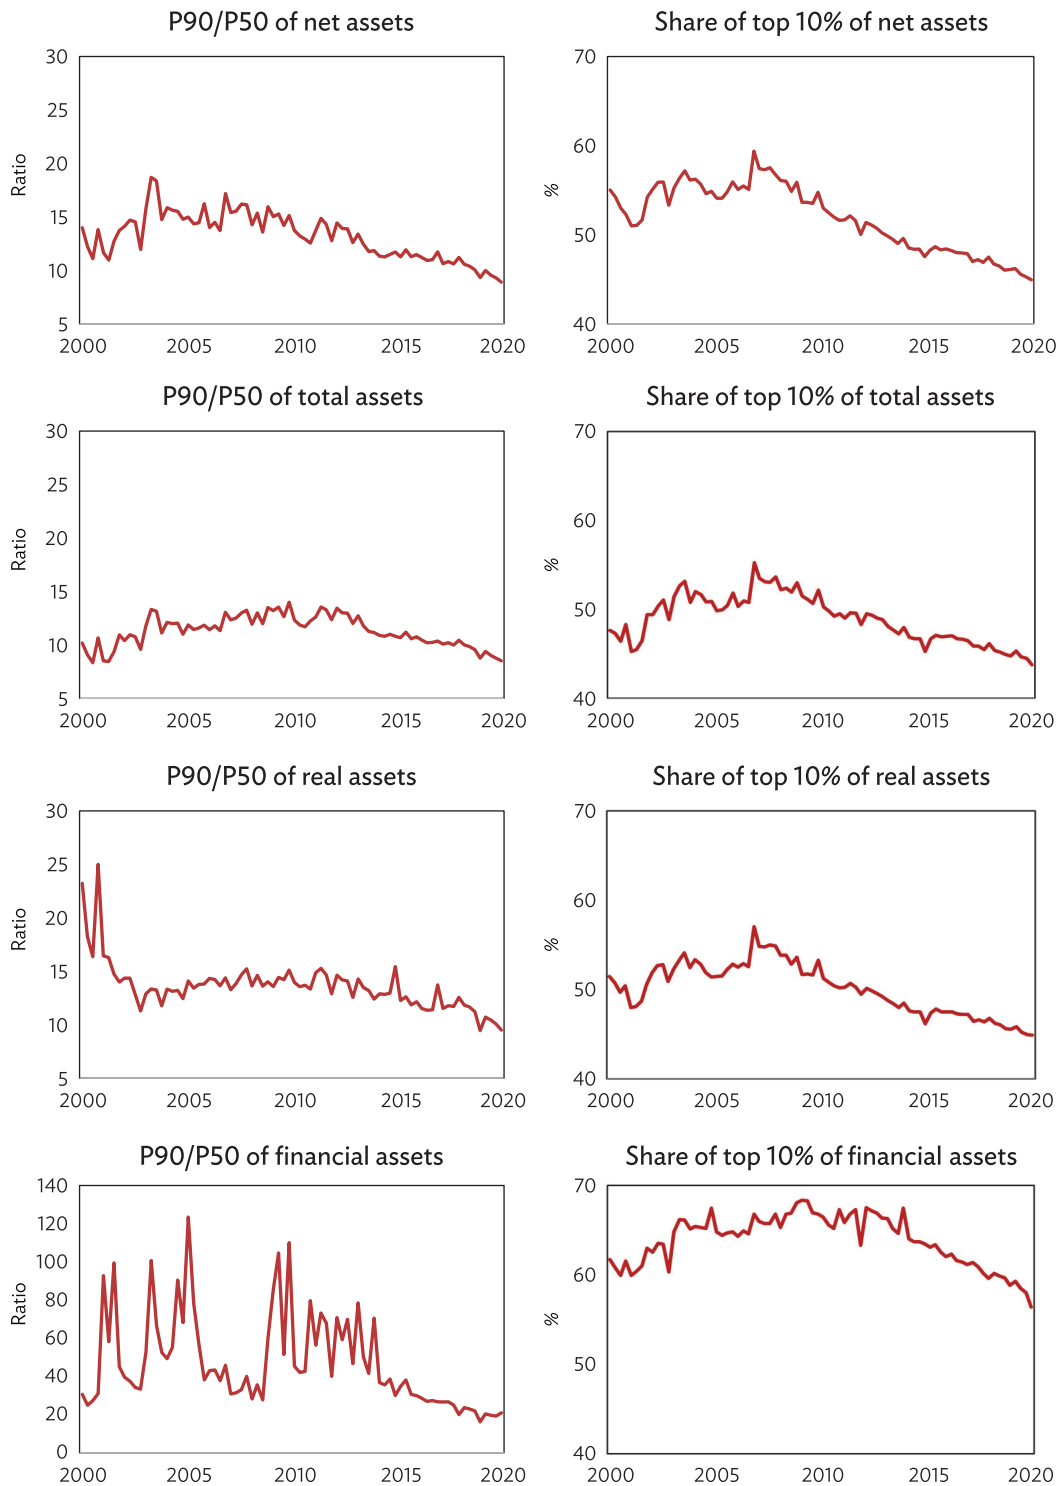 P90/P50 of net assets
30
25
20
15
10
5
Ratio
2000 2005 2010 2015 2020
Share of top 10% of net assets
70
60
50
40
%
2000 2005 2010 2015 2020
P90/P50 of total assets
30
25
20
15
10
5
Ratio
2000 2005 2010 2015 2020
Share of top 10% of total assets
70
60
50
40
%
2000 2005 2010 2015 2020
P90/P50 of real assets
30
25
20
15
10
5
Ratio
2000 2005 2010 2015 2020
Share of top 10% of real assets
70
60
50
40
%
2000 2005 2010 2015 2020
P90/P50 of financial assets
140
120
100
80
60
40
20
0
Ratio
2000 2005 2010 2015 2020
Share of top 10% of financial assets
70
60
50
40
%
2000 2005 2010 2015 2020